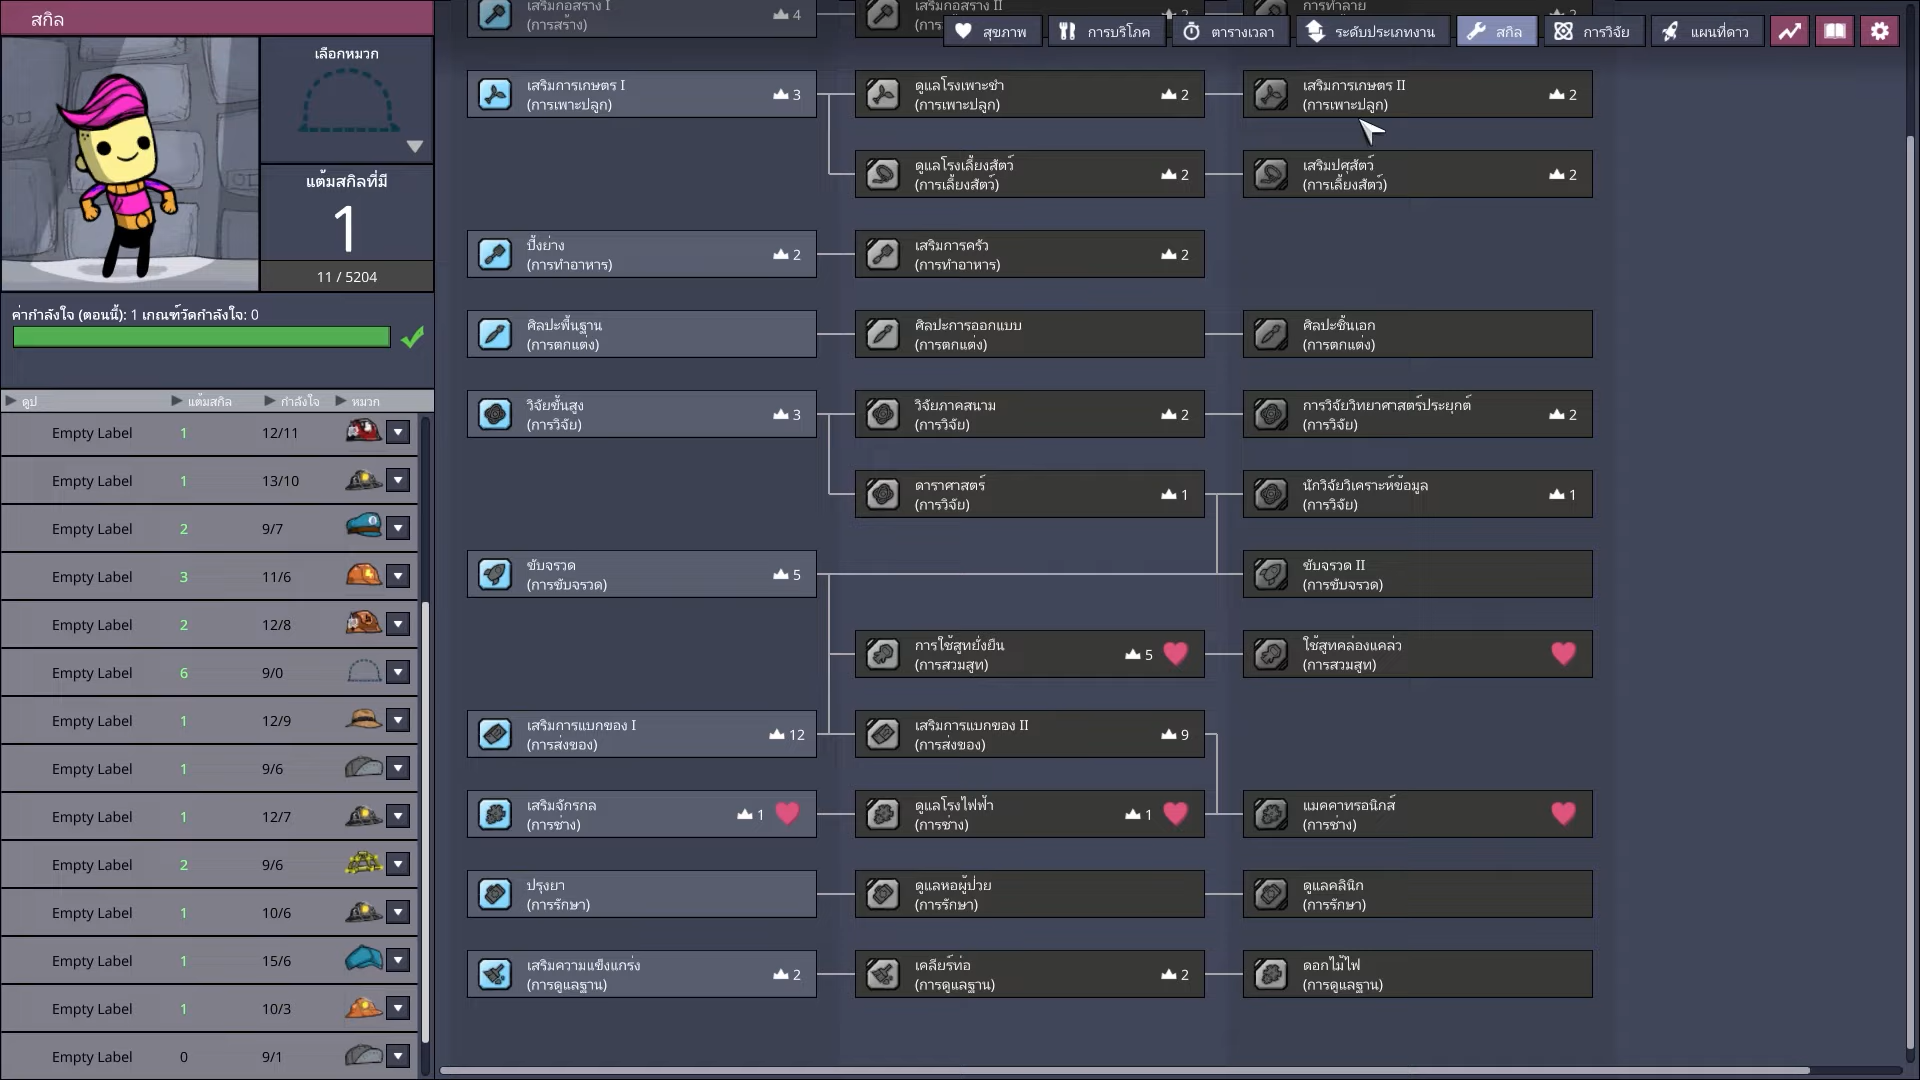 สกิล
สุขภาพ
การบริโภค
ตารางเวลา
ระดับประเภทงาน
สกิล
การวิจัย
แผนที่ดาว
เลือกหมวก
แต้มสกิลที่มี
1
11 / 5204
ค่ากำลังใจ (ตอนนี้): 1 เกณฑ์วัดกำลังใจ: 0
ดูป แต้มสกิล กำลังใจ หมวก
Empty Label 1 12/11
Empty Label 1 13/10
Empty Label 2 9/7
Empty Label 3 11/6
Empty Label 2 12/8
Empty Label 6 9/0
Empty Label 1 12/9
Empty Label 1 9/6
Empty Label 1 12/7
Empty Label 2 9/6
Empty Label 1 10/6
Empty Label 1 15/6
Empty Label 1 10/3
Empty Label 0 9/1
เสริมก่อสร้าง I
(การสร้าง)
4
เสริมก่อสร้าง II
2
การทำลาย
2
เสริมการเกษตร I
(การเพาะปลูก)
3
ดูแลโรงเพาะชำ
(การเพาะปลูก)
2
เสริมการเกษตร II
(การเพาะปลูก)
2
ดูแลโรงเลี้ยงสัตว์
(การเลี้ยงสัตว์)
2
เสริมปศุสัตว์
(การเลี้ยงสัตว์)
2
ปิ้งย่าง
(การทำอาหาร)
2
เสริมการครัว
(การทำอาหาร)
2
ศิลปะพื้นฐาน
(การตกแต่ง)
ศิลปะการออกแบบ
(การตกแต่ง)
ศิลปะชิ้นเอก
(การตกแต่ง)
วิจัยขั้นสูง
(การวิจัย)
3
วิจัยภาคสนาม
(การวิจัย)
2
การวิจัยวิทยาศาสตร์ประยุกต์
(การวิจัย)
2
ดาราศาสตร์
(การวิจัย)
1
นักวิจัยวิเคราะห์ข้อมูล
(การวิจัย)
1
ขับจรวด
(การขับจรวด)
5
ขับจรวด II
(การขับจรวด)
การใช้สูทยั่งยืน
(การสวมสูท)
5
ใช้สูทคล่องแคล่ว
(การสวมสูท)
เสริมการแบกของ I
(การส่งของ)
12
เสริมการแบกของ II
(การส่งของ)
9
เสริมจักรกล
(การช่าง)
1
ดูแลโรงไฟฟ้า
(การช่าง)
1
แมคคาทรอนิกส์
(การช่าง)
ปรุงยา
(การรักษา)
ดูแลหอผู้ป่วย
(การรักษา)
ดูแลคลินิก
(การรักษา)
เสริมความแข็งแกร่ง
(การดูแลฐาน)
2
เคลียร์ท่อ
(การดูแลฐาน)
2
ดอกไม้ไฟ
(การดูแลฐาน)